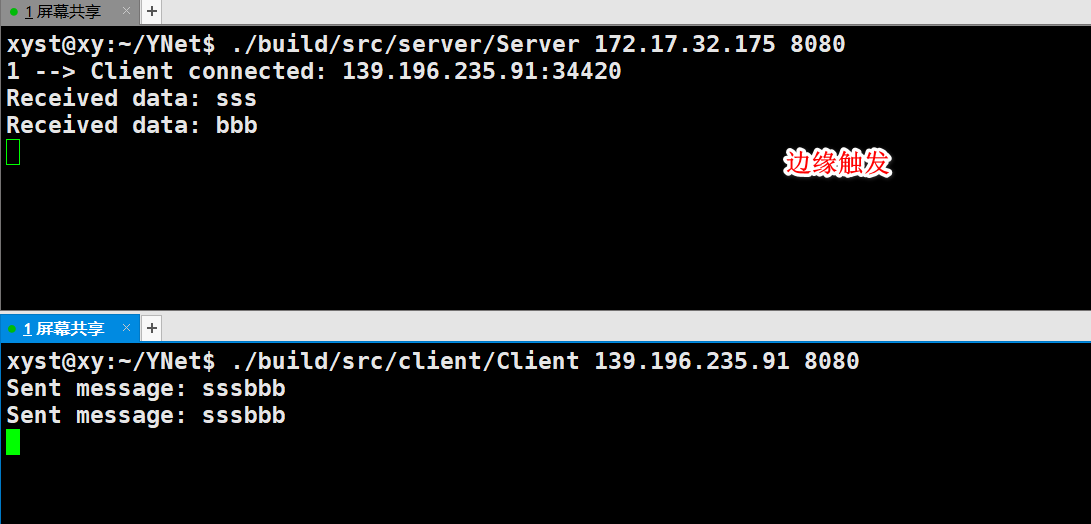 1 屏幕共享 × +
xyst@xy:~/YNet$ ./build/src/server/Server 172.17.32.175 8080
1 --> Client connected: 139.196.235.91:34420
Received data: sss
Received data: bbb
边缘触发
1 屏幕共享 × +
xyst@xy:~/YNet$ ./build/src/client/Client 139.196.235.91 8080
Sent message: sssbbb
Sent message: sssbbb